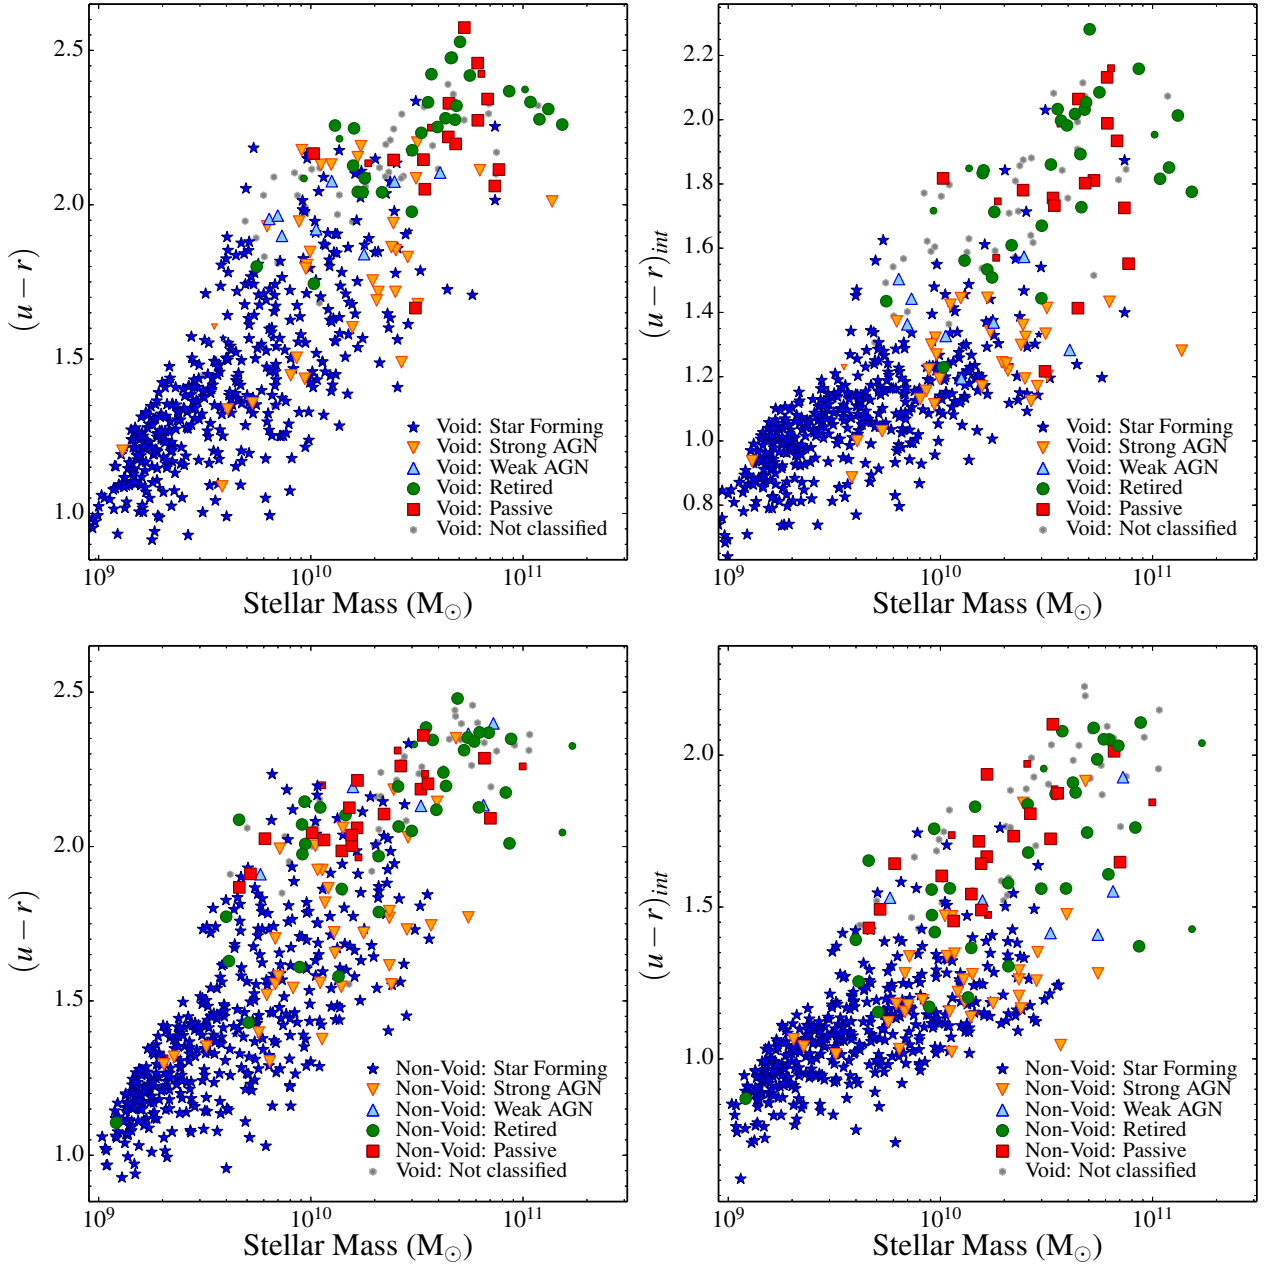 2.5
2.0
1.5
1.0
(u − r)
10⁹ 10¹⁰ 10¹¹
Stellar Mass (M☉)
Void: Star Forming
Void: Strong AGN
Void: Weak AGN
Void: Retired
Void: Passive
Void: Not classified
2.2
2.0
1.8
1.6
1.4
1.2
1.0
0.8
(u − r)int
10⁹ 10¹⁰ 10¹¹
Stellar Mass (M☉)
Void: Star Forming
Void: Strong AGN
Void: Weak AGN
Void: Retired
Void: Passive
Void: Not classified
2.5
2.0
1.5
1.0
(u − r)
10⁹ 10¹⁰ 10¹¹
Stellar Mass (M☉)
Non-Void: Star Forming
Non-Void: Strong AGN
Non-Void: Weak AGN
Non-Void: Retired
Non-Void: Passive
Void: Not classified
2.0
1.5
1.0
(u − r)int
10⁹ 10¹⁰ 10¹¹
Stellar Mass (M☉)
Non-Void: Star Forming
Non-Void: Strong AGN
Non-Void: Weak AGN
Non-Void: Retired
Non-Void: Passive
Void: Not classified